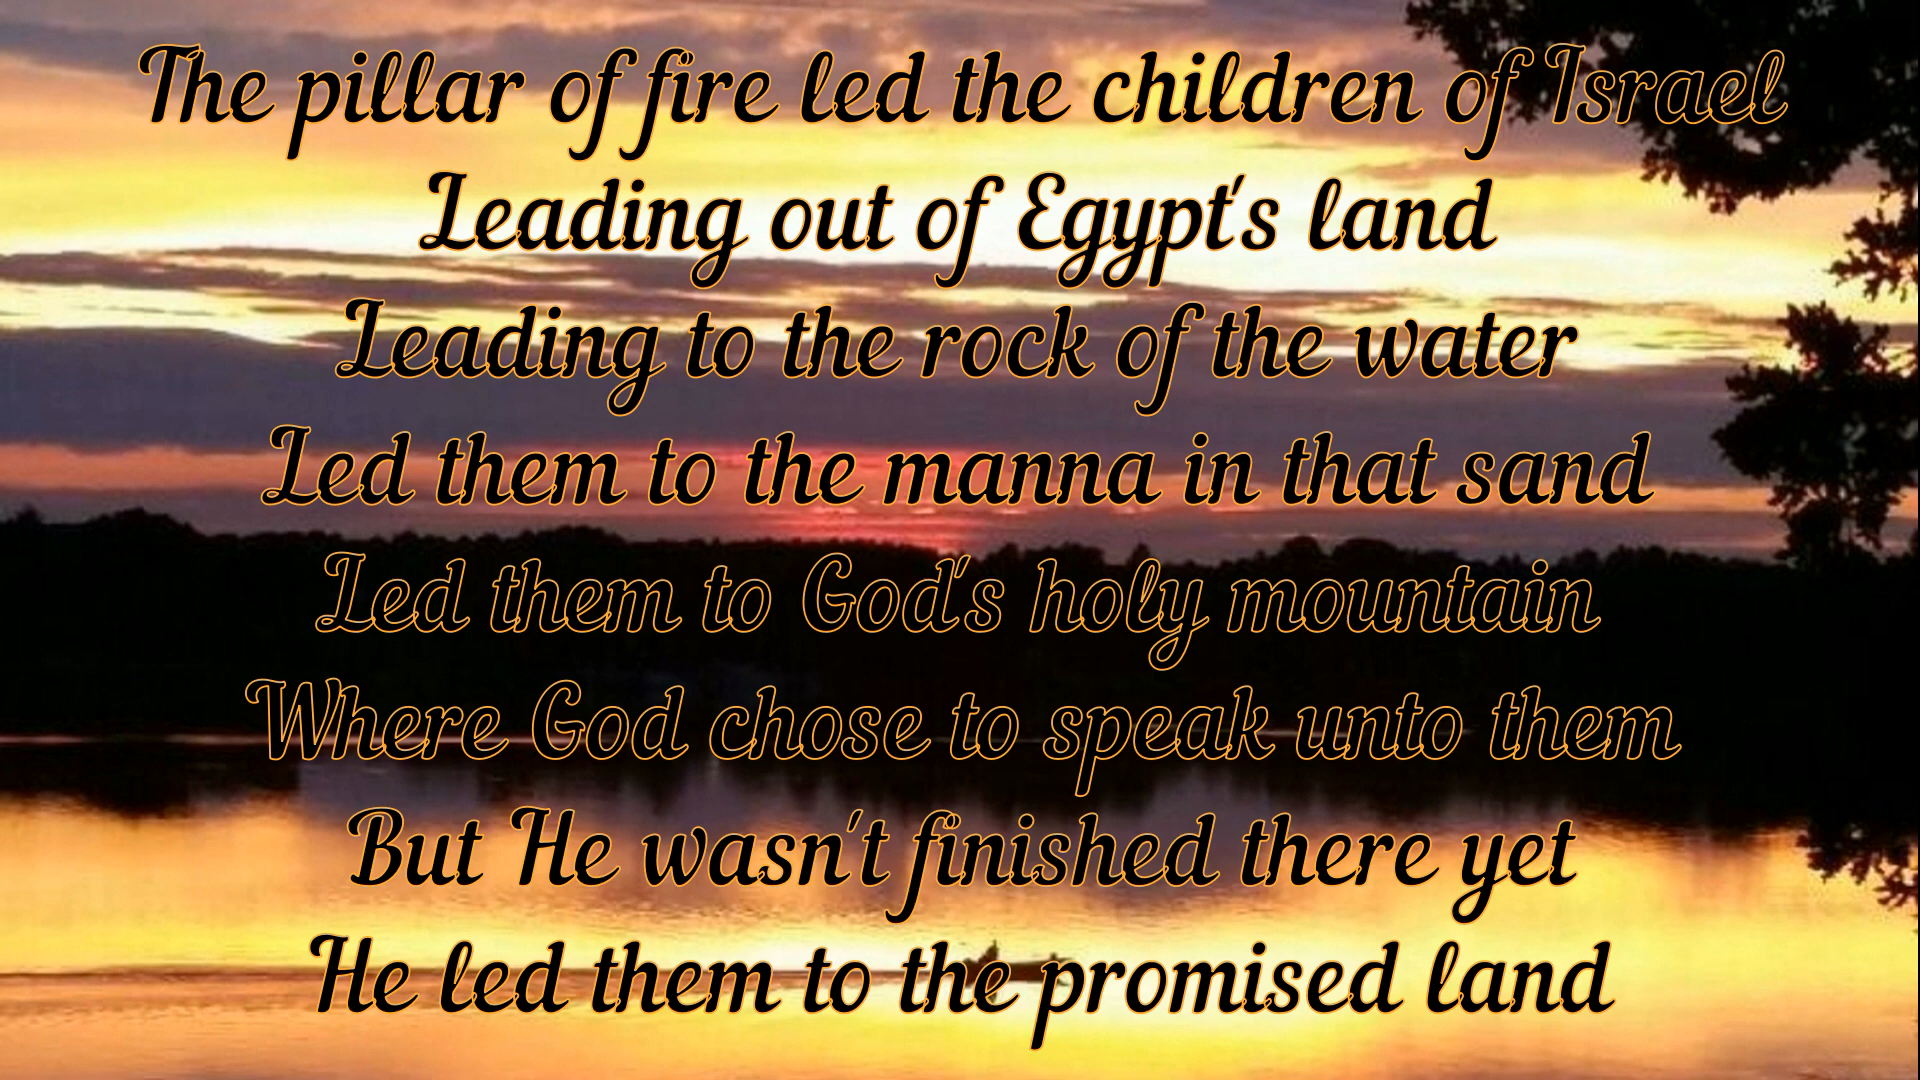 The pillar of fire led the children of Israel
Leading out of Egypt's land
Leading to the rock of the water
Led them to the manna in that sand
Led them to God's holy mountain
Where God chose to speak unto them
But He wasn't finished there yet
He led them to the promised land